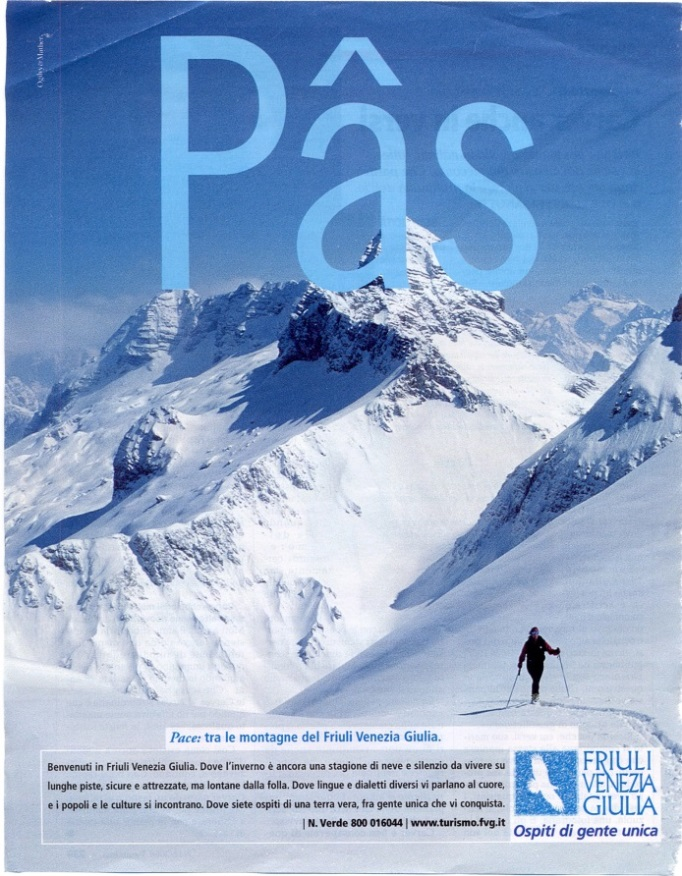 Ogilvy & Mather
Pâs
Pace: tra le montagne del Friuli Venezia Giulia.
Benvenuti in Friuli Venezia Giulia. Dove l'inverno è ancora una stagione di neve e silenzio da vivere su
lunghe piste, sicure e attrezzate, ma lontane dalla folla. Dove lingue e dialetti diversi vi parlano al cuore,
e i popoli e le culture si incontrano. Dove siete ospiti di una terra vera, fra gente unica che vi conquista.
| N. Verde 800 016044 | www.turismo.fvg.it
FRIULI
VENEZIA
GIULIA
Ospiti di gente unica